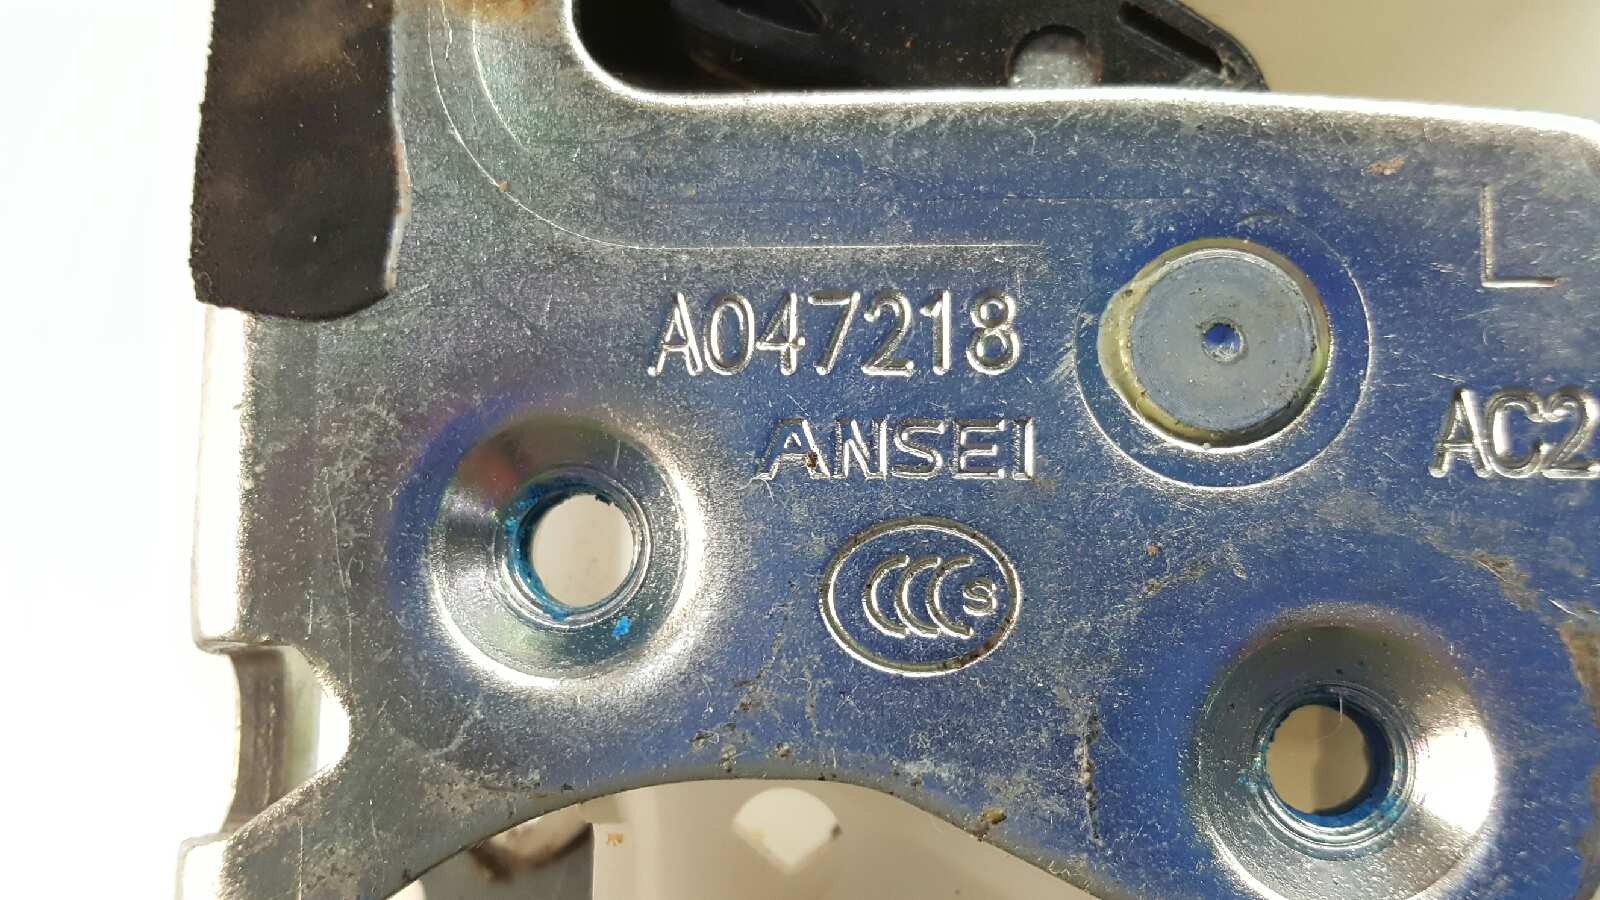 L
A047218
AC2
ANSEI
CCC S